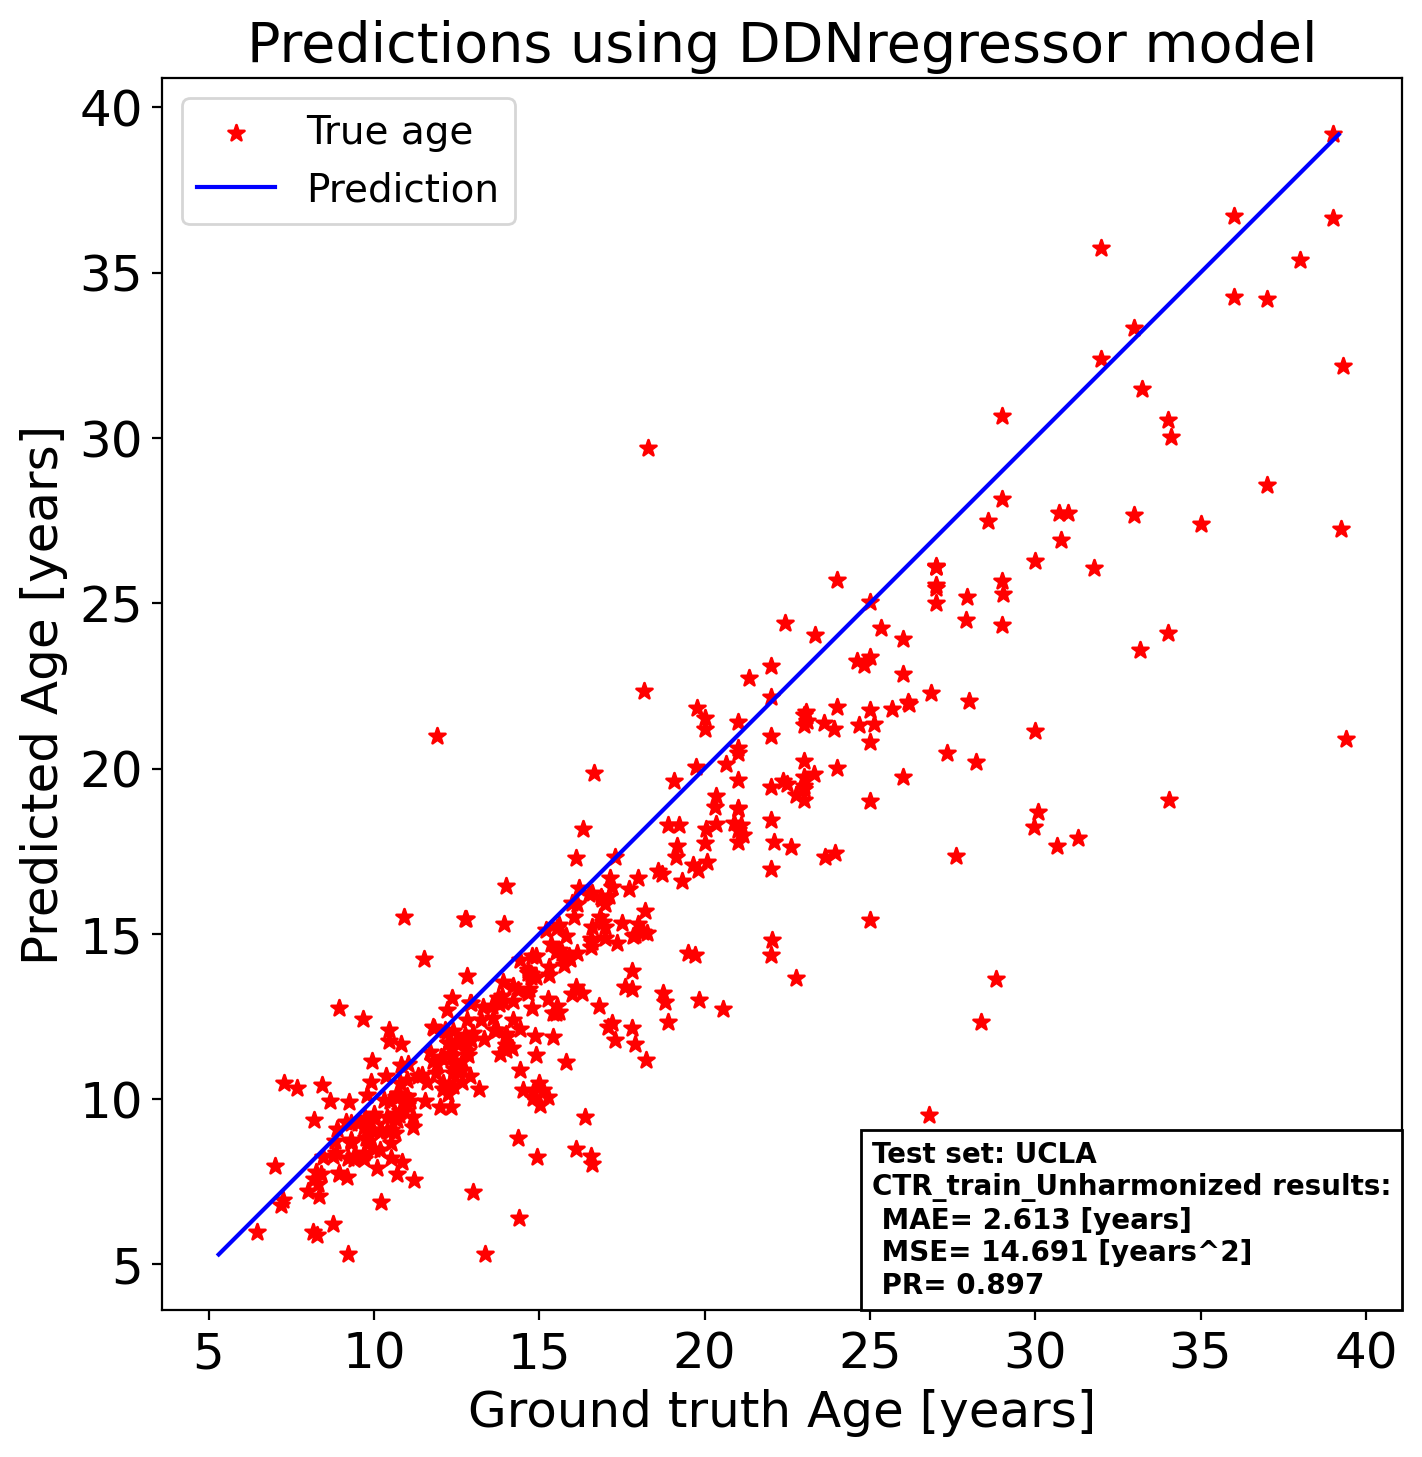 Predictions using DDNregressor model
True age
Prediction
Predicted Age [years]
40
35
30
25
20
15
10
5
Test set: UCLA
CTR_train_Unharmonized results:
MAE= 2.613 [years]
MSE= 14.691 [years^2]
PR= 0.897
5 10 15 20 25 30 35 40
Ground truth Age [years]